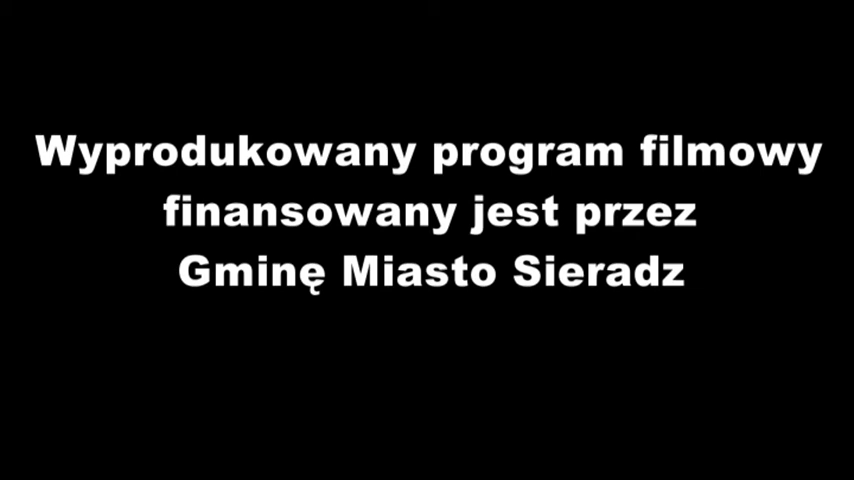 Wyprodukowany program filmowy
finansowany jest przez
Gminę Miasto Sieradz